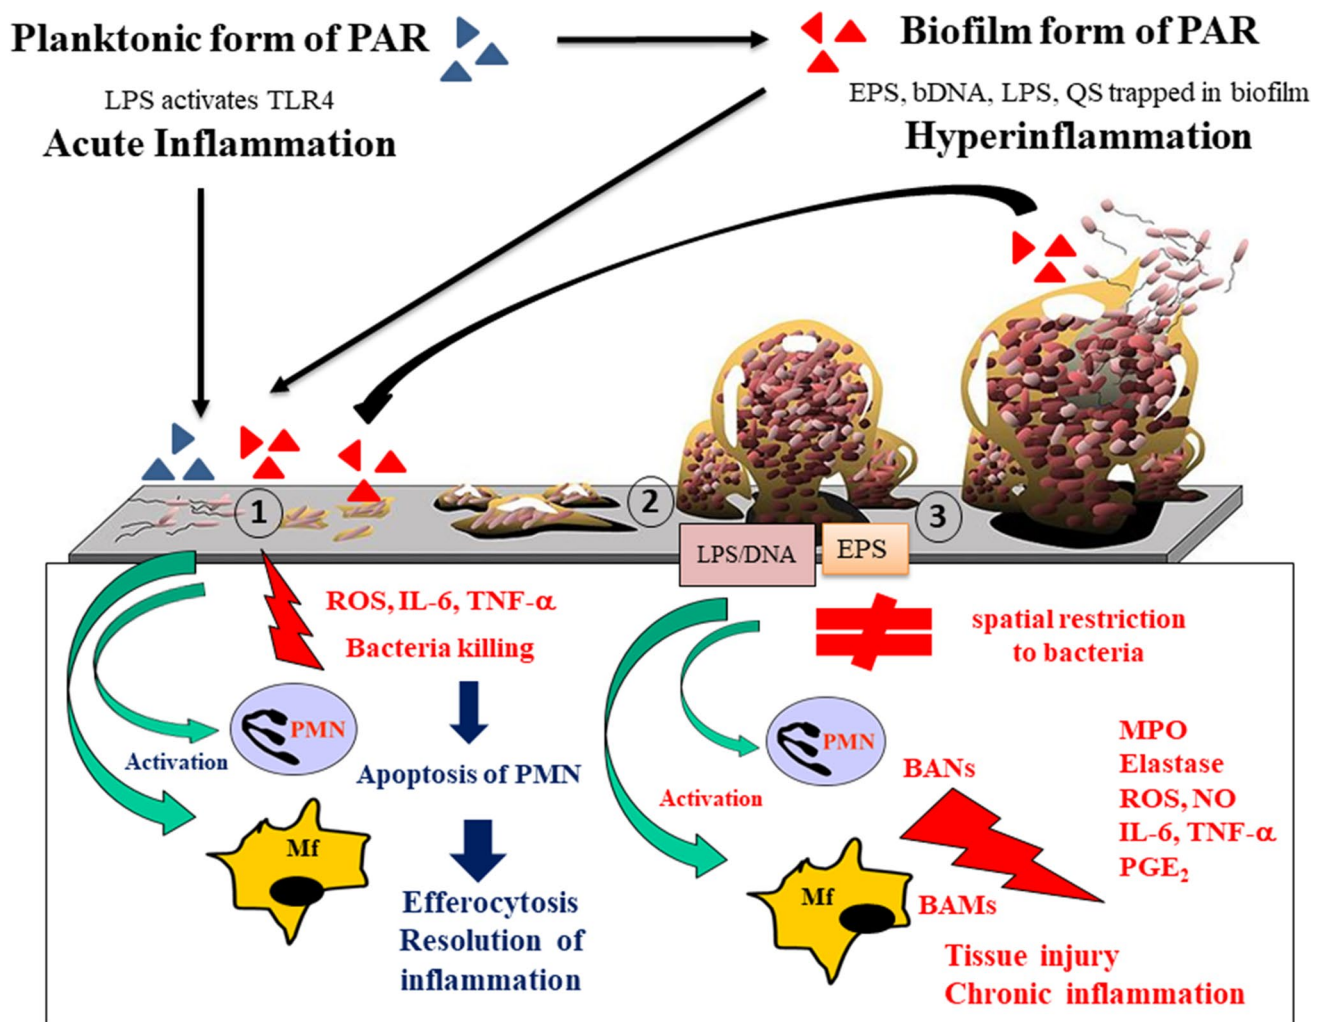 Planktonic form of PAR
LPS activates TLR4
Acute Inflammation
Biofilm form of PAR
EPS, bDNA, LPS, QS trapped in biofilm
Hyperinflammation
1
2
3
LPS/DNA
EPS
ROS, IL-6, TNF-α
Bacteria killing
PMN
Activation
Apoptosis of PMN
Mf
Efferocytosis
Resolution of
inflammation
spatial restriction
to bacteria
PMN
Activation
BANs
MPO
Elastase
ROS, NO
IL-6, TNF-α
PGE₂
Mf
BAMs
Tissue injury
Chronic inflammation